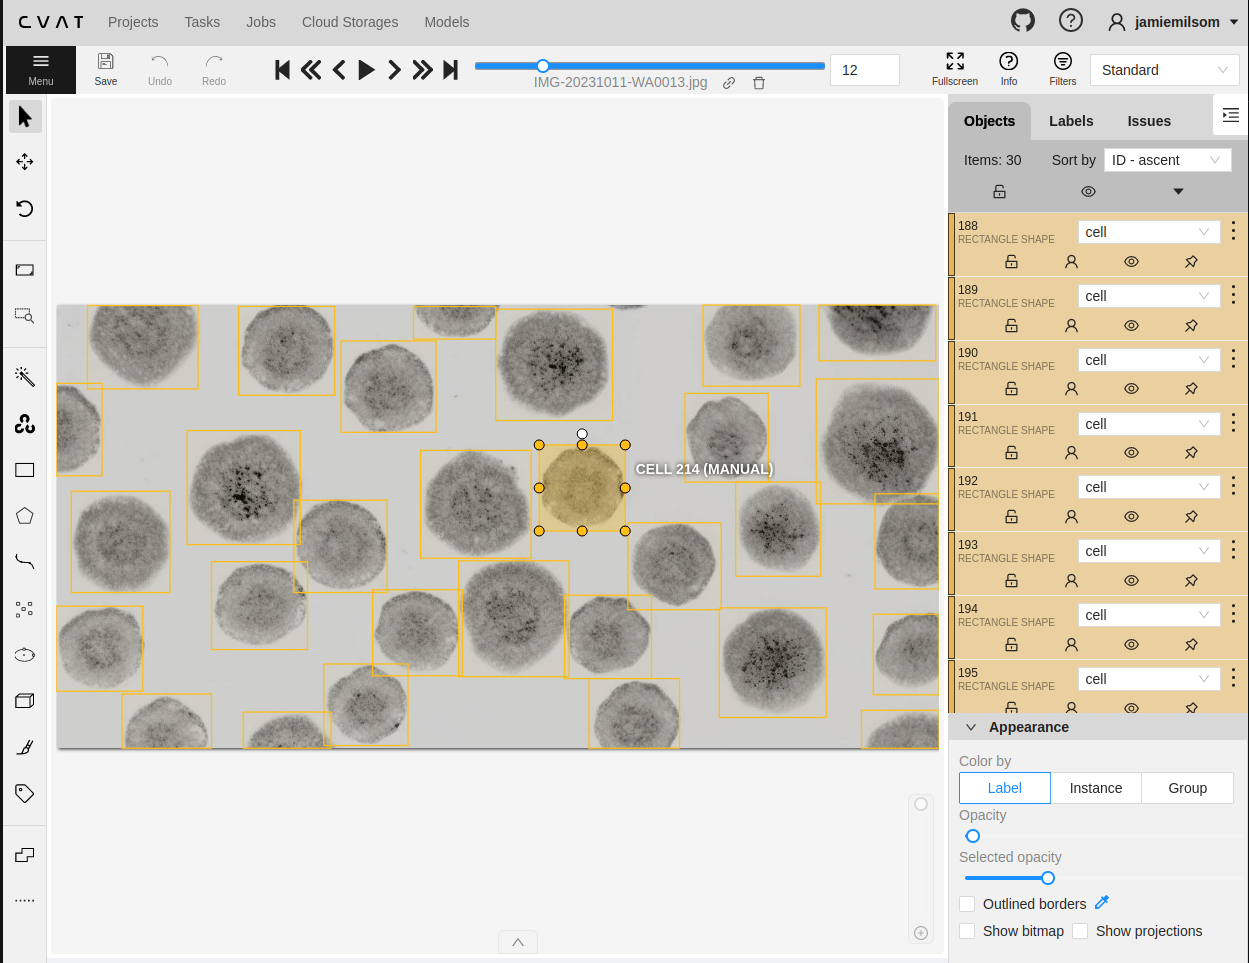 CVAT Projects Tasks Jobs Cloud Storages Models jamiemilsom
Menu Save Undo Redo IMG-20231011-WA0013.jpg 12 Fullscreen Info Filters Standard
Objects Labels Issues
Items: 30 Sort by ID - ascent
188 RECTANGLE SHAPE cell
189 RECTANGLE SHAPE cell
190 RECTANGLE SHAPE cell
191 RECTANGLE SHAPE cell
CELL 214 (MANUAL)
192 RECTANGLE SHAPE cell
193 RECTANGLE SHAPE cell
194 RECTANGLE SHAPE cell
195 RECTANGLE SHAPE cell
Appearance
Color by
Label Instance Group
Opacity
Selected opacity
Outlined borders
Show bitmap Show projections